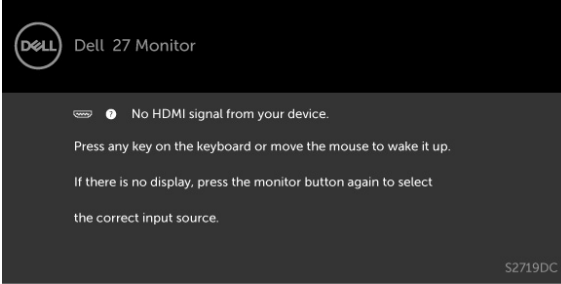 DELL
Dell 27 Monitor
? No HDMI signal from your device.
Press any key on the keyboard or move the mouse to wake it up.
If there is no display, press the monitor button again to select
the correct input source.
S2719DC